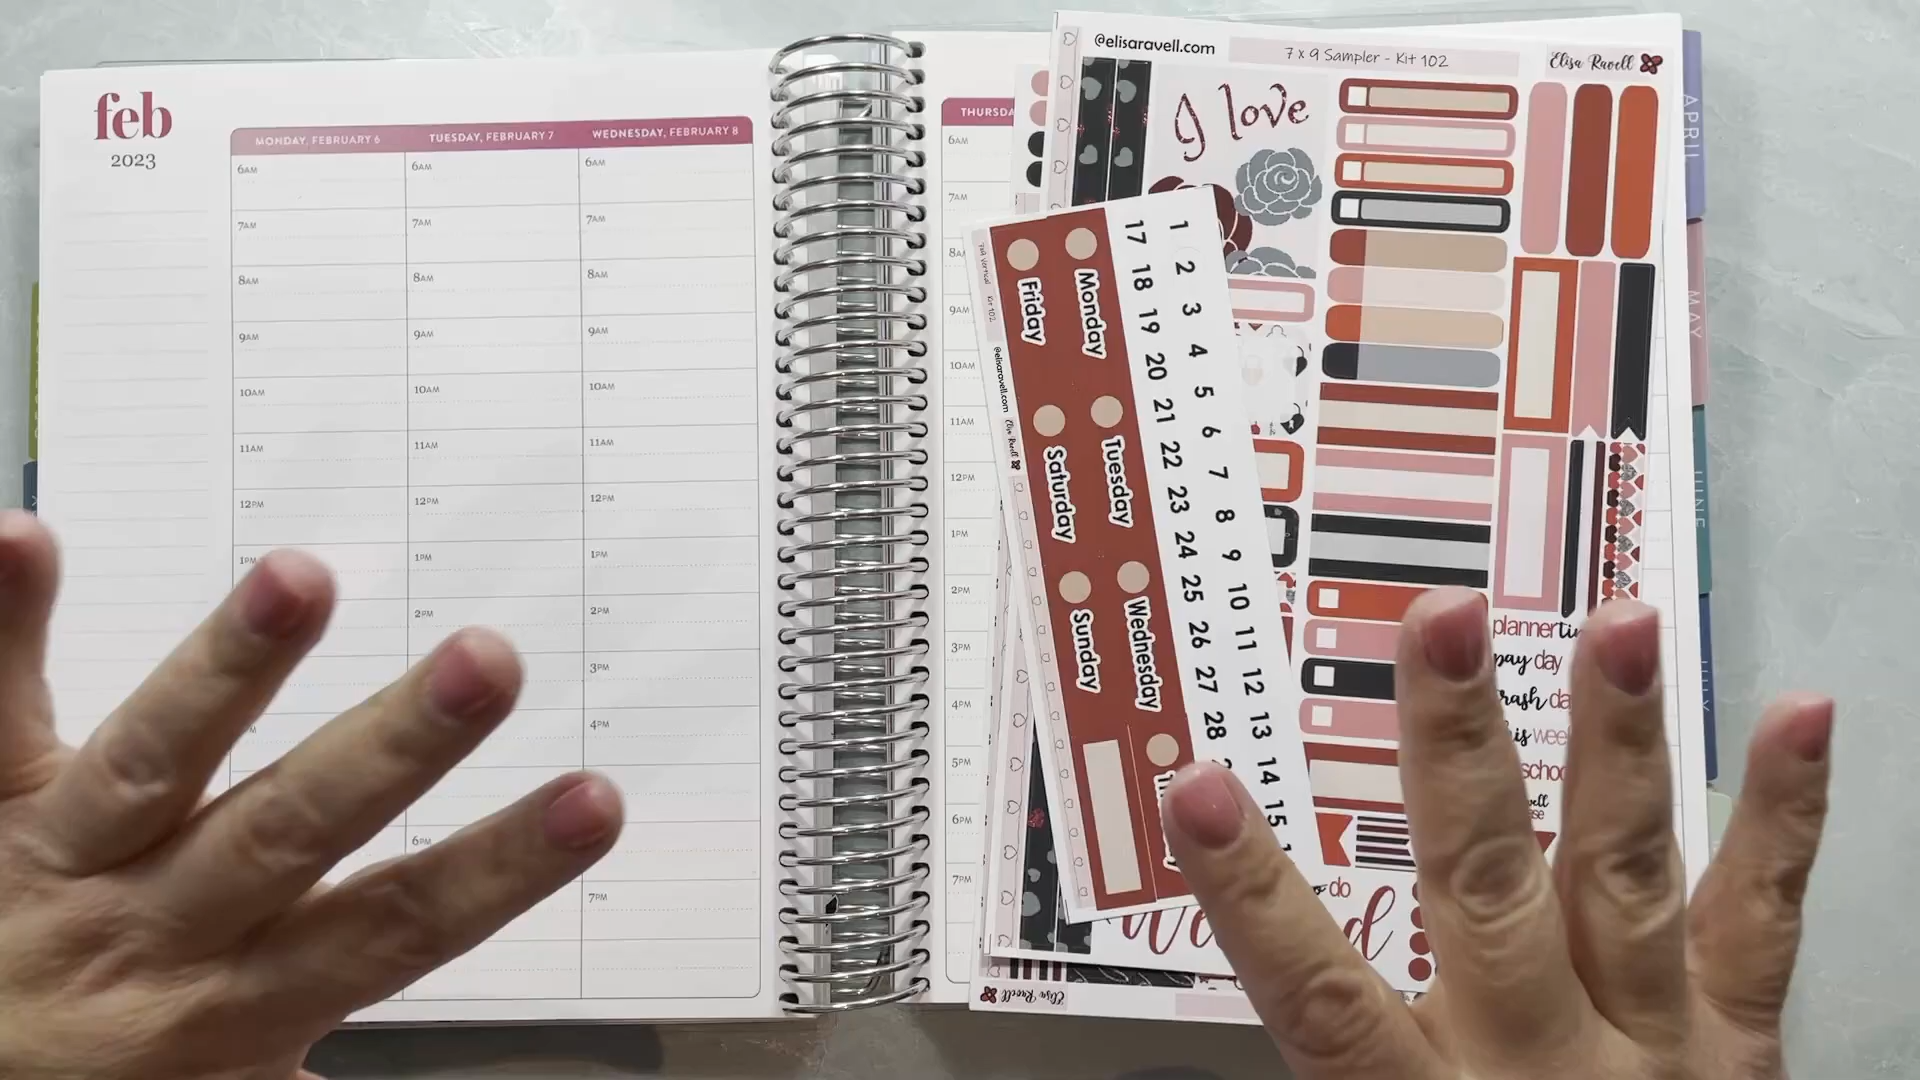 feb
2023
MONDAY, FEBRUARY 6
TUESDAY, FEBRUARY 7
WEDNESDAY, FEBRUARY 8
6AM 6AM 6AM
7AM 7AM 7AM
8AM 8AM 8AM
9AM 9AM 9AM
10AM 10AM 10AM
11AM 11AM 11AM
12PM 12PM 12PM
1PM 1PM 1PM
2PM 2PM
3PM
4PM
6PM
7PM
THURSDA
6AM
7AM
8A
9AM
10AM
11AM
12PM
1PM
2PM
3PM
4PM
5PM
6PM
7PM
@elisaravell.com
7 x 9 Sampler - Kit 102
Elisa Ravell
I love
Kit 102
@elisaravell.com
Elisa Ravell
Friday
Saturday
Sunday
Monday
Tuesday
Wednesday
17 18 19 20 21 22 23 24 25 26 27 28
1 2 3 4 5 6 7 8 9 10 11 12 13 14 15
planner
pay day
trash da
this week
school
do
Elisa Ravell
APRIL
MAY
JUNE
JULY